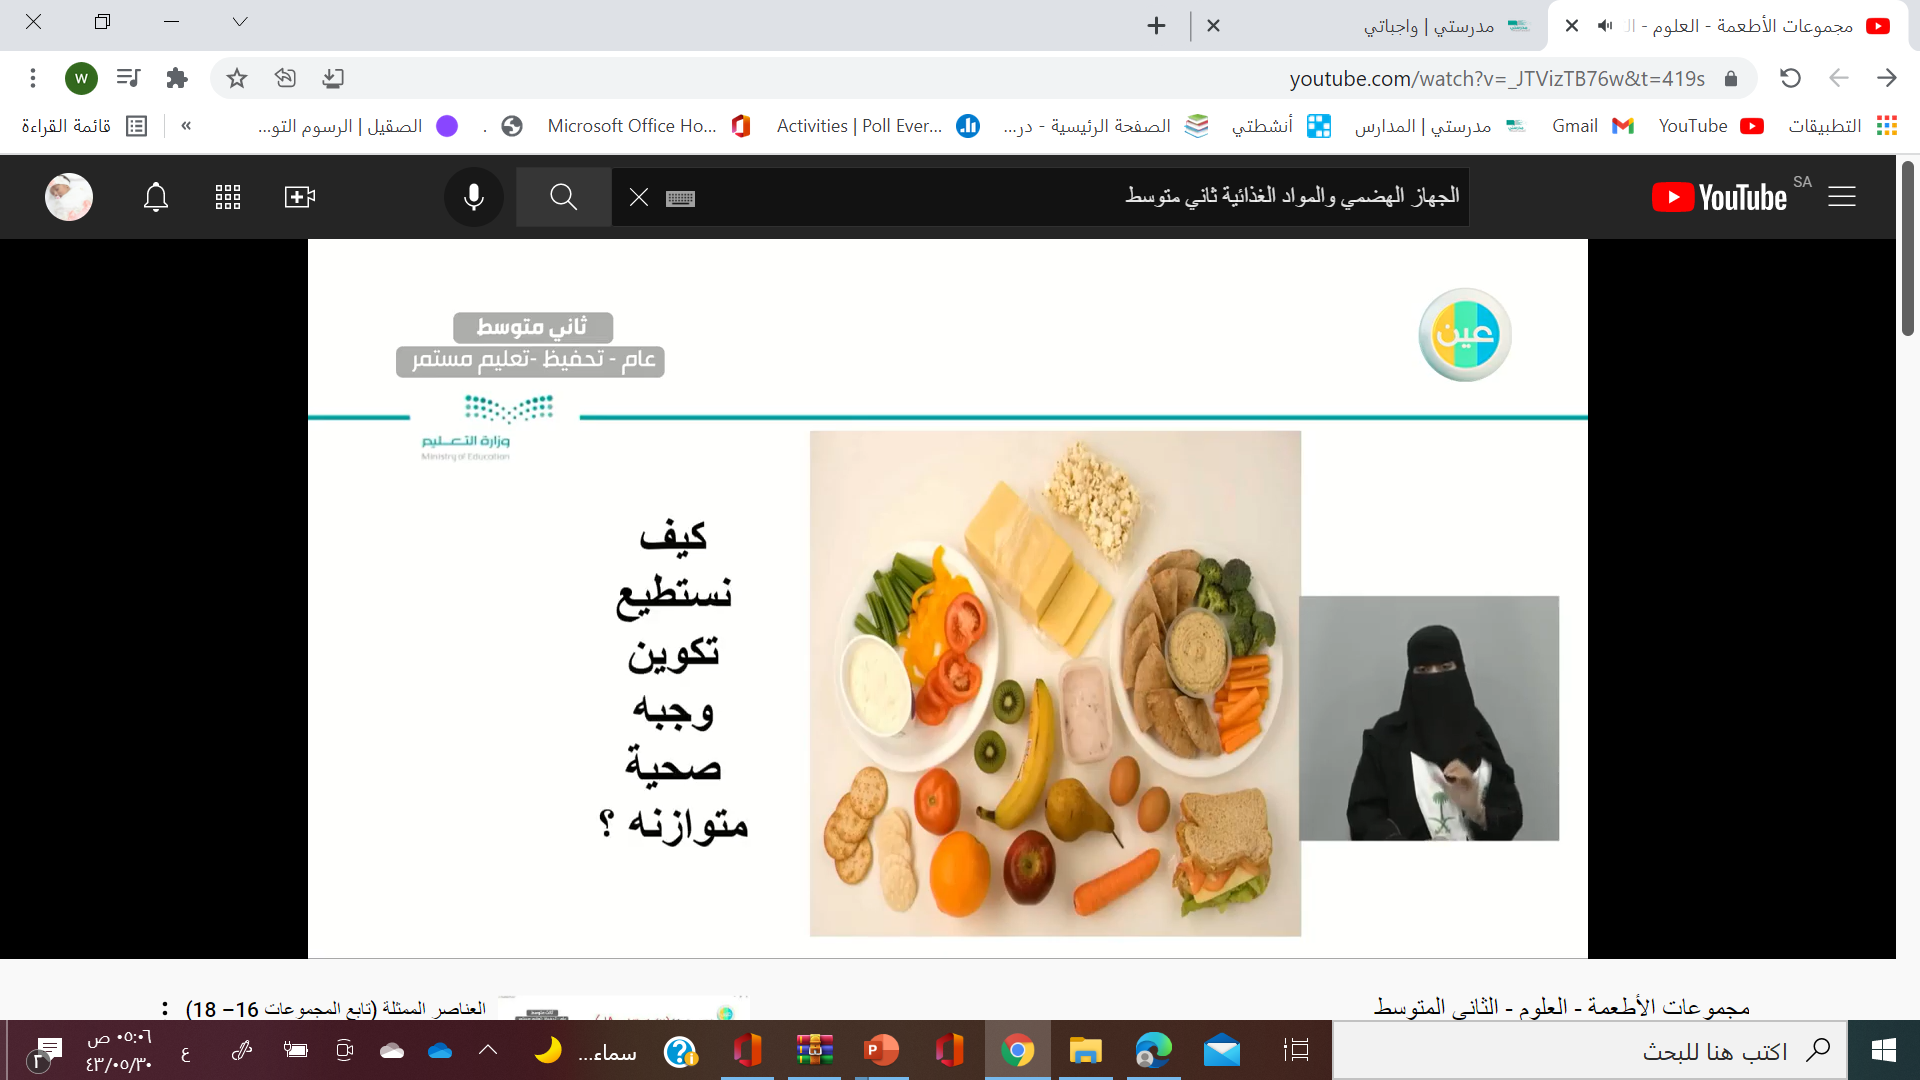 مجموعات الأطعمة - العلوم - ال
مدرستي | واجباتي
youtube.com/watch?v=_JTVizTB76w&t=419s
W
التطبيقات
YouTube
Gmail
مدرستي | المدارس
أنشطتي
الصفحة الرئيسية - در...
Activities | Poll Ever...
Microsoft Office Ho...
.
الصقيل | الرسوم التو...
»
قائمة القراءة
YouTube SA
الجهاز الهضمي والمواد الغذائية ثاني متوسط
عين
ثاني متوسط
عام - تحفيظ -تعليم مستمر
وزارة التعـــليم
Ministry of Education
كيف
نستطيع
تكوين
وجبه
صحية
متوازنه ؟
مجموعات الأطعمة - العلوم - الثاني المتوسط
العناصر الممثلة (تابع المجموعات 16– 18)
اكتب هنا للبحث
سماء...
ع
٠٥:٠٦ ص
٤٣/٠٥/٣٠
٣